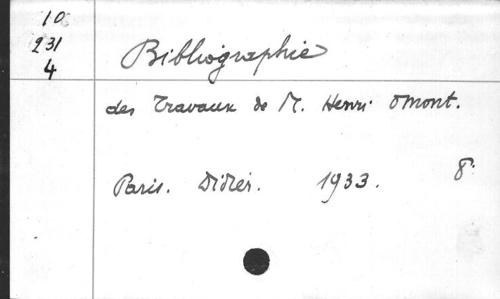 10
231
4
Bibliographie
des Travaux de M. Henri Omont.
Paris. Didier. 1933. 8°